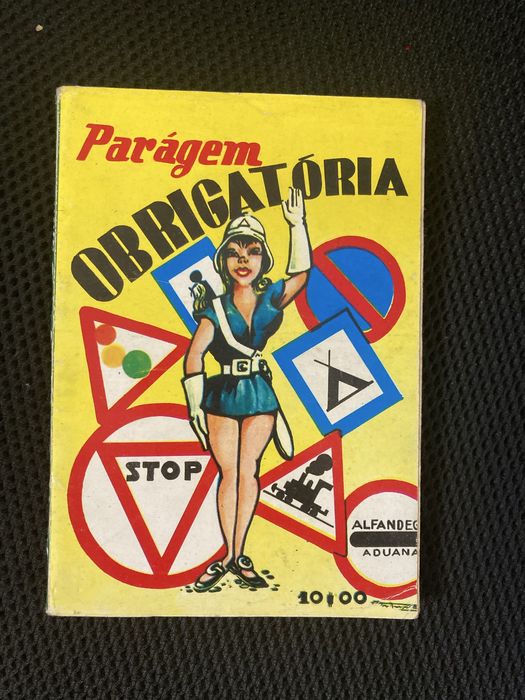 Parágem
OBRIGATÓRIA
STOP
ALFANDEG
ADUANA
10$00